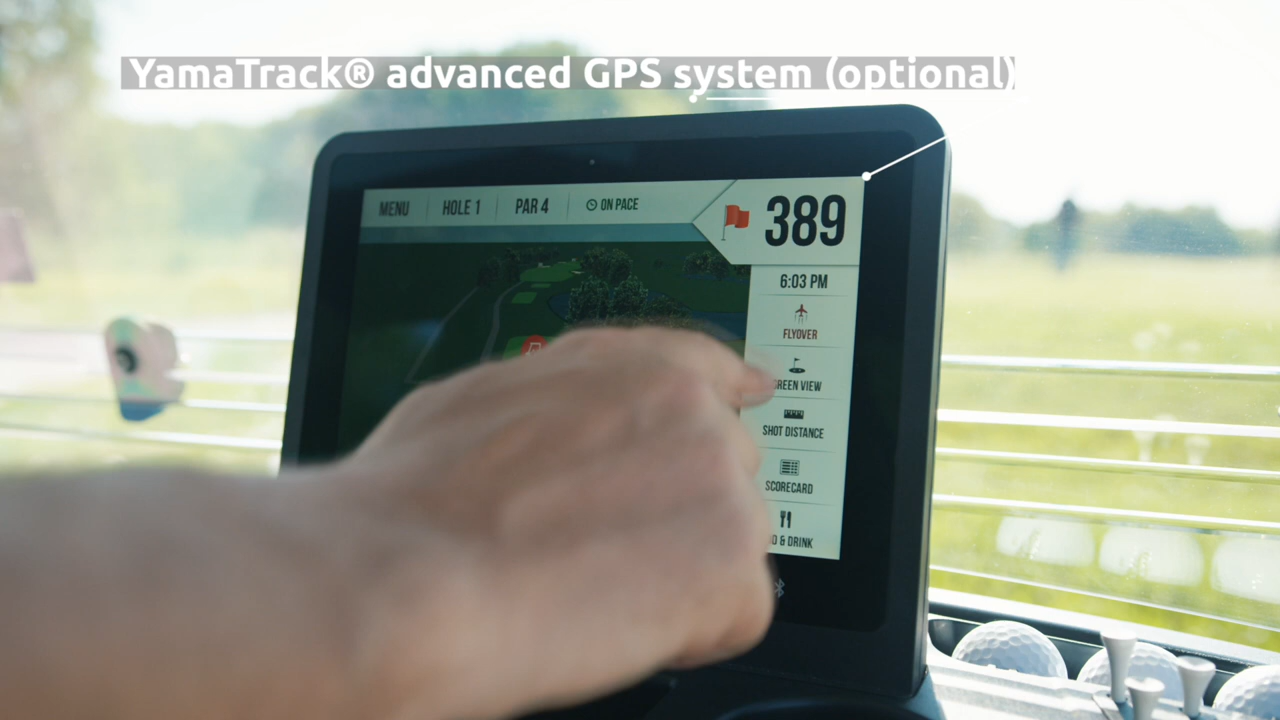 YamaTrack® advanced GPS system (optional)
MENU HOLE 1 PAR 4 ON PACE 389
6:03 PM
FLYOVER
REEN VIEW
SHOT DISTANCE
SCORECARD
& DRINK